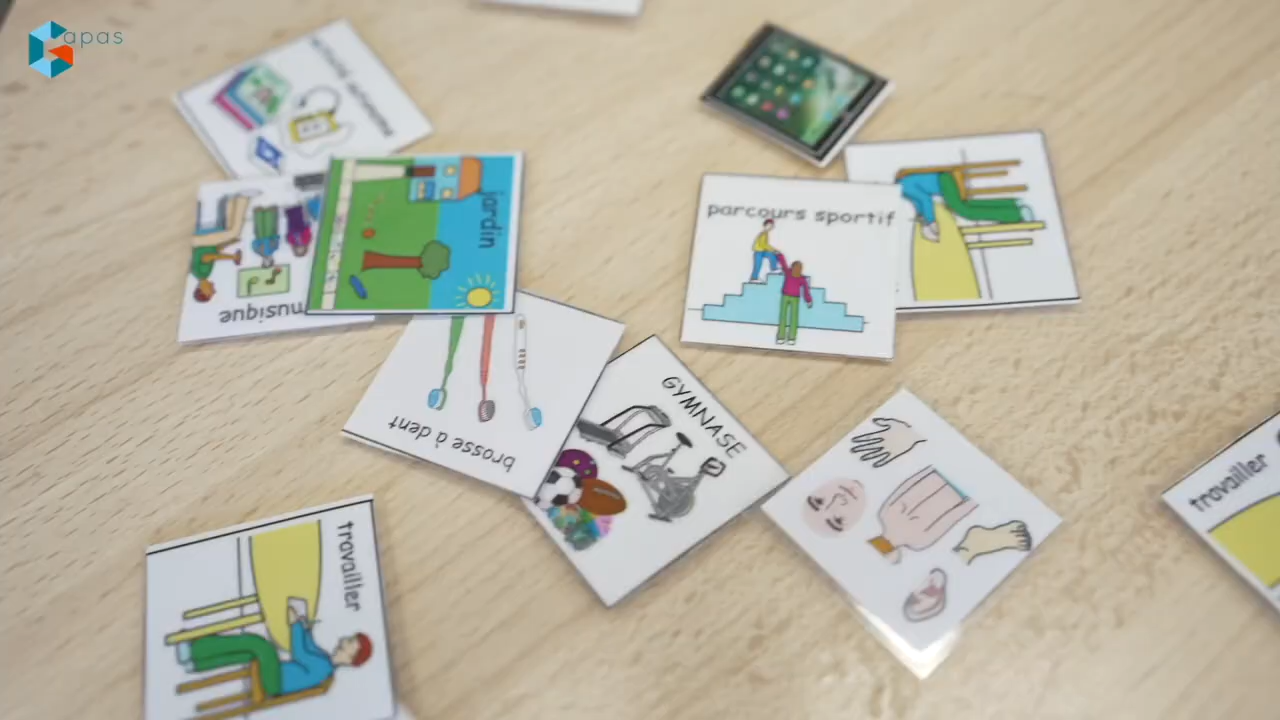 apas
jardin
parcours sportif
musique
GYMNASE
brosse à dent
travailler
travailler